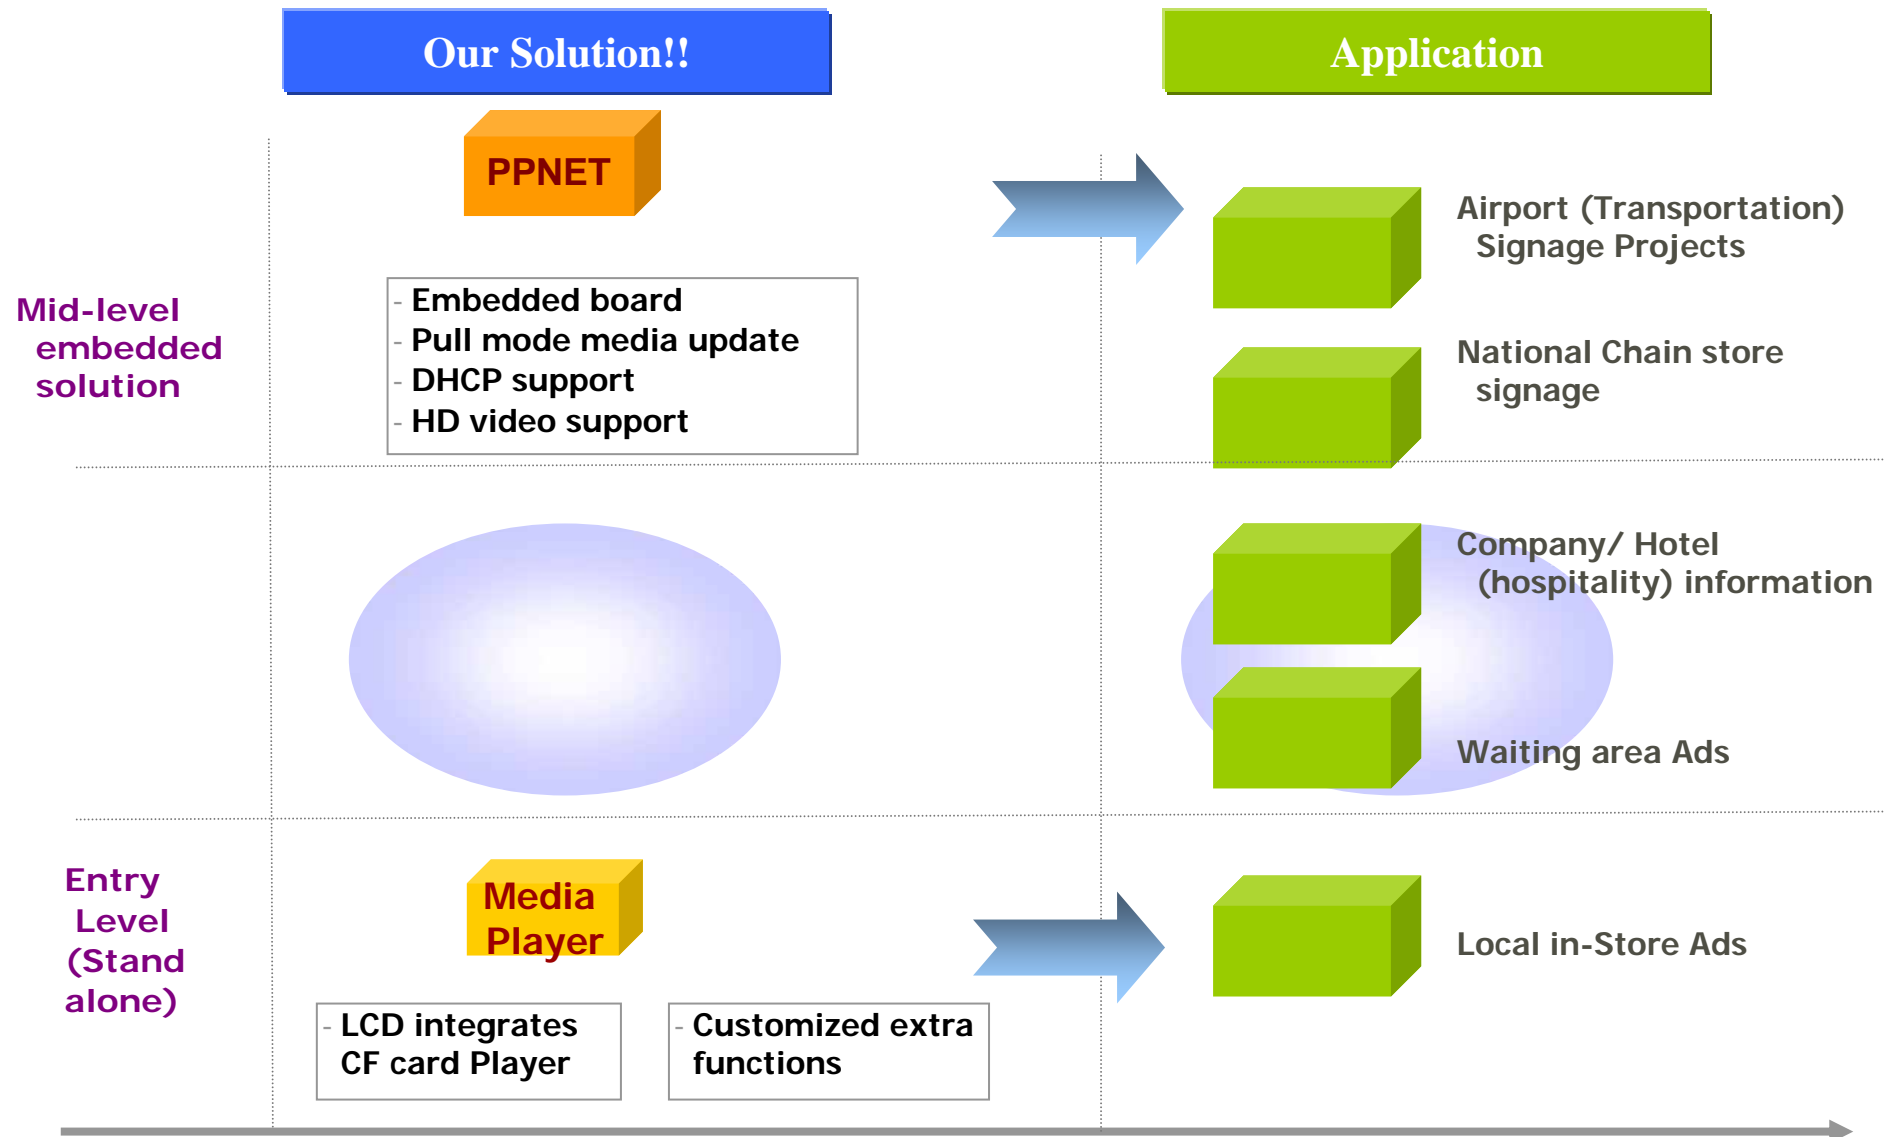 Our Solution!!
Application
PPNET
Airport (Transportation)
Signage Projects
Mid-level
embedded
solution
- Embedded board
- Pull mode media update
- DHCP support
- HD video support
National Chain store
signage
Company/ Hotel
(hospitality) information
Waiting area Ads
Entry
Level
(Stand
alone)
Media
Player
Local in-Store Ads
- LCD integrates
CF card Player
- Customized extra
functions